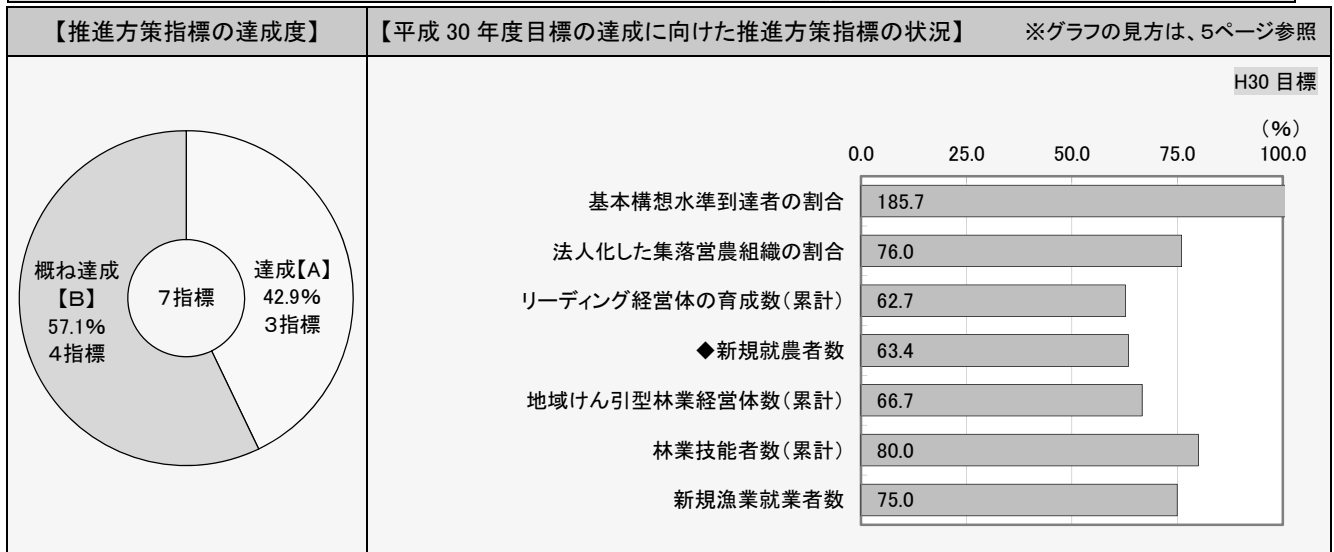 【推進方策指標の達成度】
【平成 30 年度目標の達成に向けた推進方策指標の状況】 ※グラフの見方は、5ページ参照
概ね達成
【B】
57.1%
4指標
7指標
達成【A】
42.9%
3指標
H30 目標
(%)
0.0 25.0 50.0 75.0 100.0
基本構想水準到達者の割合 185.7
法人化した集落営農組織の割合 76.0
リーディング経営体の育成数(累計) 62.7
◆新規就農者数 63.4
地域けん引型林業経営体数(累計) 66.7
林業技能者数(累計) 80.0
新規漁業就業者数 75.0